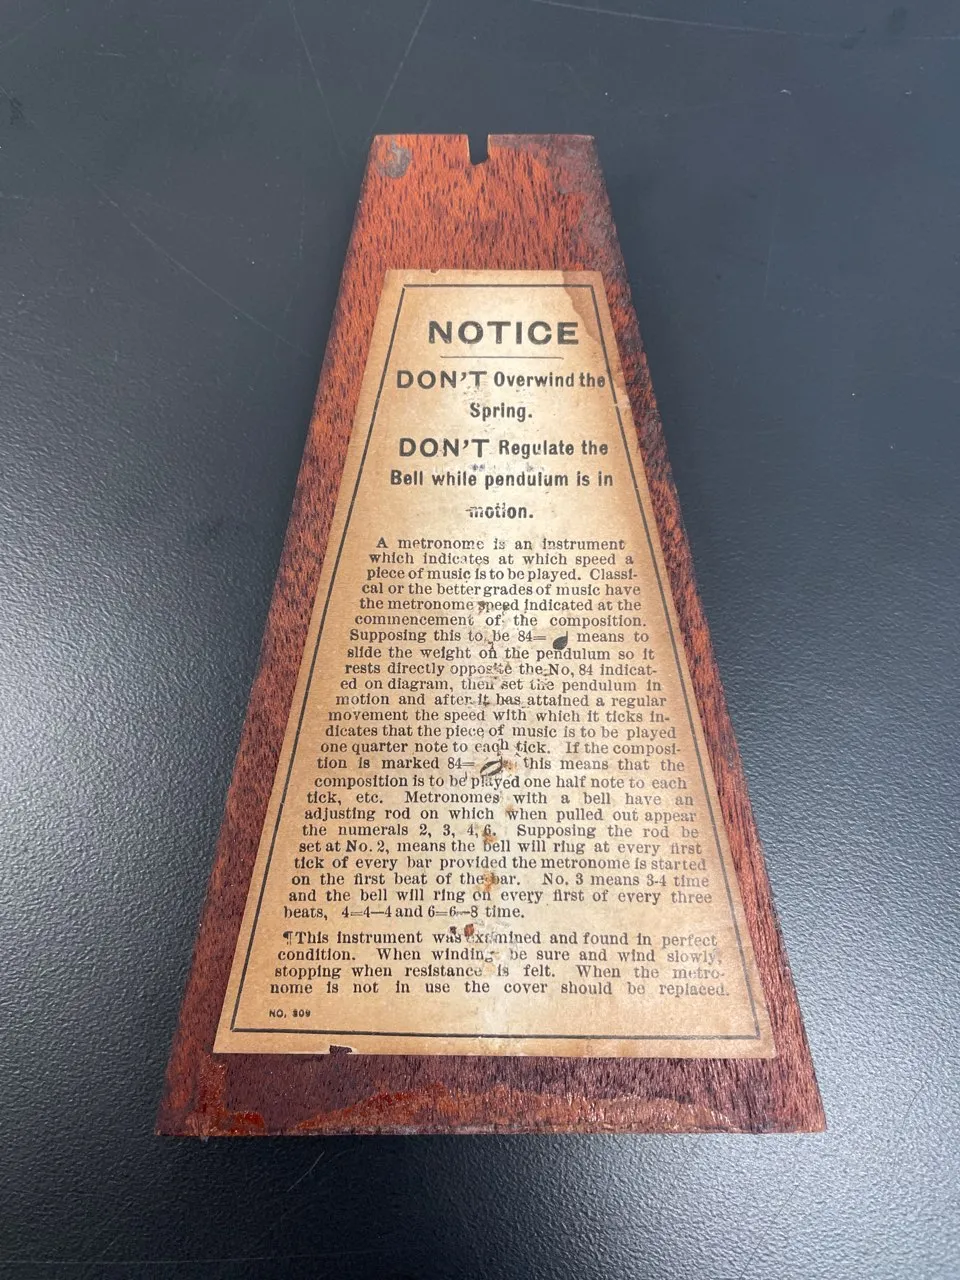 NOTICE
DON'T Overwind the
Spring.
DON'T Regulate the
Bell while pendulum is in
motion.
A metronome is an instrument
which indicates at which speed a
piece of music is to be played. Classi-
cal or the better grades of music have
the metronome speed indicated at the
commencement of the composition.
Supposing this to be 84= means to
slide the weight on the pendulum so it
rests directly opposite the No, 84 indicat-
ed on diagram, then set the pendulum in
motion and after it has attained a regular
movement the speed with which it ticks in-
dicates that the piece of music is to be played
one quarter note to each tick. If the composi-
tion is marked 84= this means that the
composition is to be played one half note to each
tick, etc. Metronomes with a bell have an
adjusting rod on which when pulled out appear
the numerals 2, 3, 4, 6. Supposing the rod be
set at No. 2, means the bell will ring at every first
tick of every bar provided the metronome is started
on the first beat of the bar. No. 3 means 3-4 time
and the bell will ring on every first of every three
beats, 4=4—4 and 6=6—8 time.
¶This instrument was examined and found in perfect
condition. When winding be sure and wind slowly,
stopping when resistance is felt. When the metro-
nome is not in use the cover should be replaced.
NO. 309